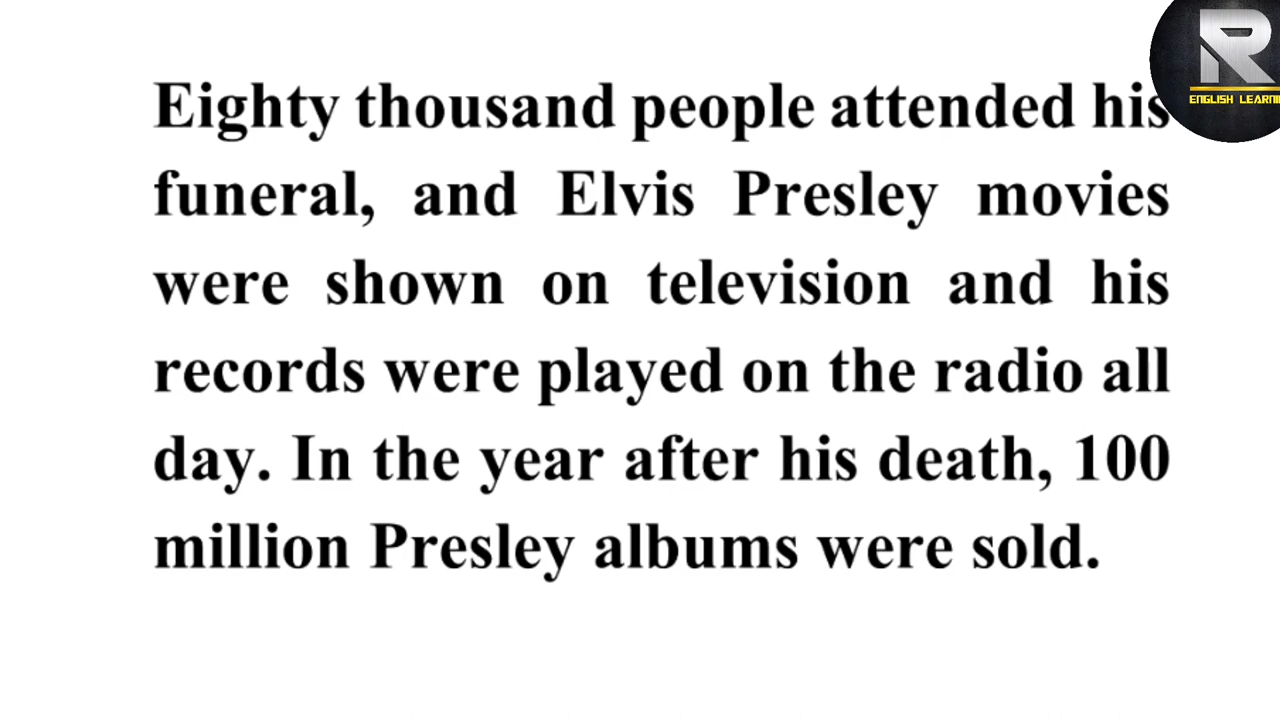 Eighty thousand people attended his
funeral, and Elvis Presley movies
were shown on television and his
records were played on the radio all
day. In the year after his death, 100
million Presley albums were sold.
R
ENGLISH LEARNIN